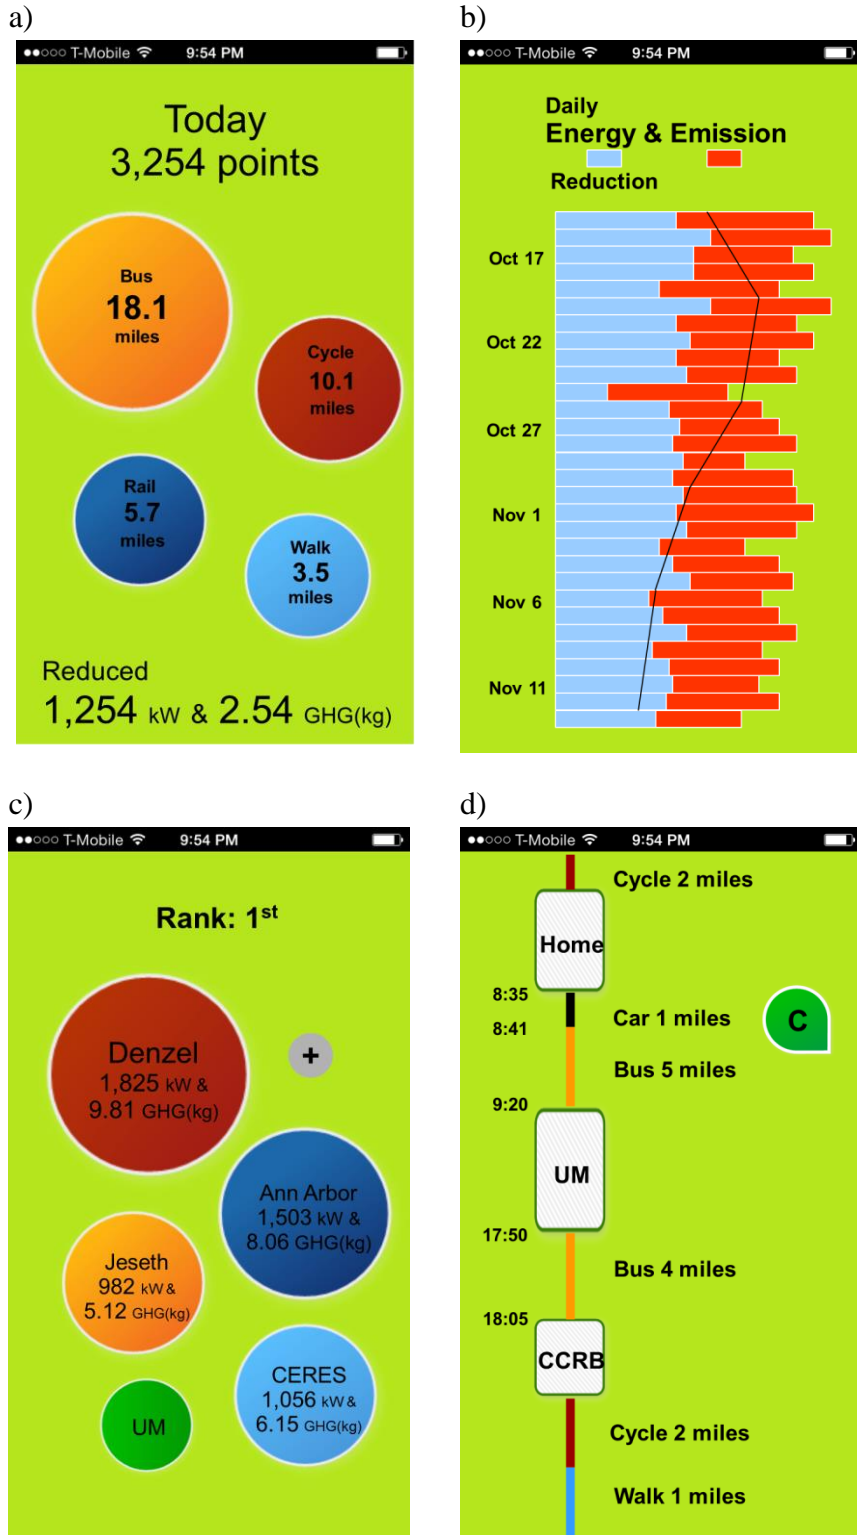 a)
T-Mobile 9:54 PM
Today
3,254 points
Bus
18.1
miles
Cycle
10.1
miles
Rail
5.7
miles
Walk
3.5
miles
Reduced
1,254 kW & 2.54 GHG(kg)
b)
T-Mobile 9:54 PM
Daily
Energy & Emission
Reduction
Oct 17
Oct 22
Oct 27
Nov 1
Nov 6
Nov 11
c)
T-Mobile 9:54 PM
Rank: 1st
Denzel
1,825 kW &
9.81 GHG(kg)
+
Ann Arbor
1,503 kW &
8.06 GHG(kg)
Jeseth
982 kW &
5.12 GHG(kg)
CERES
1,056 kW &
6.15 GHG(kg)
UM
d)
T-Mobile 9:54 PM
Cycle 2 miles
Home
8:35
Car 1 miles
C
8:41
Bus 5 miles
9:20
UM
17:50
Bus 4 miles
18:05
CCRB
Cycle 2 miles
Walk 1 miles